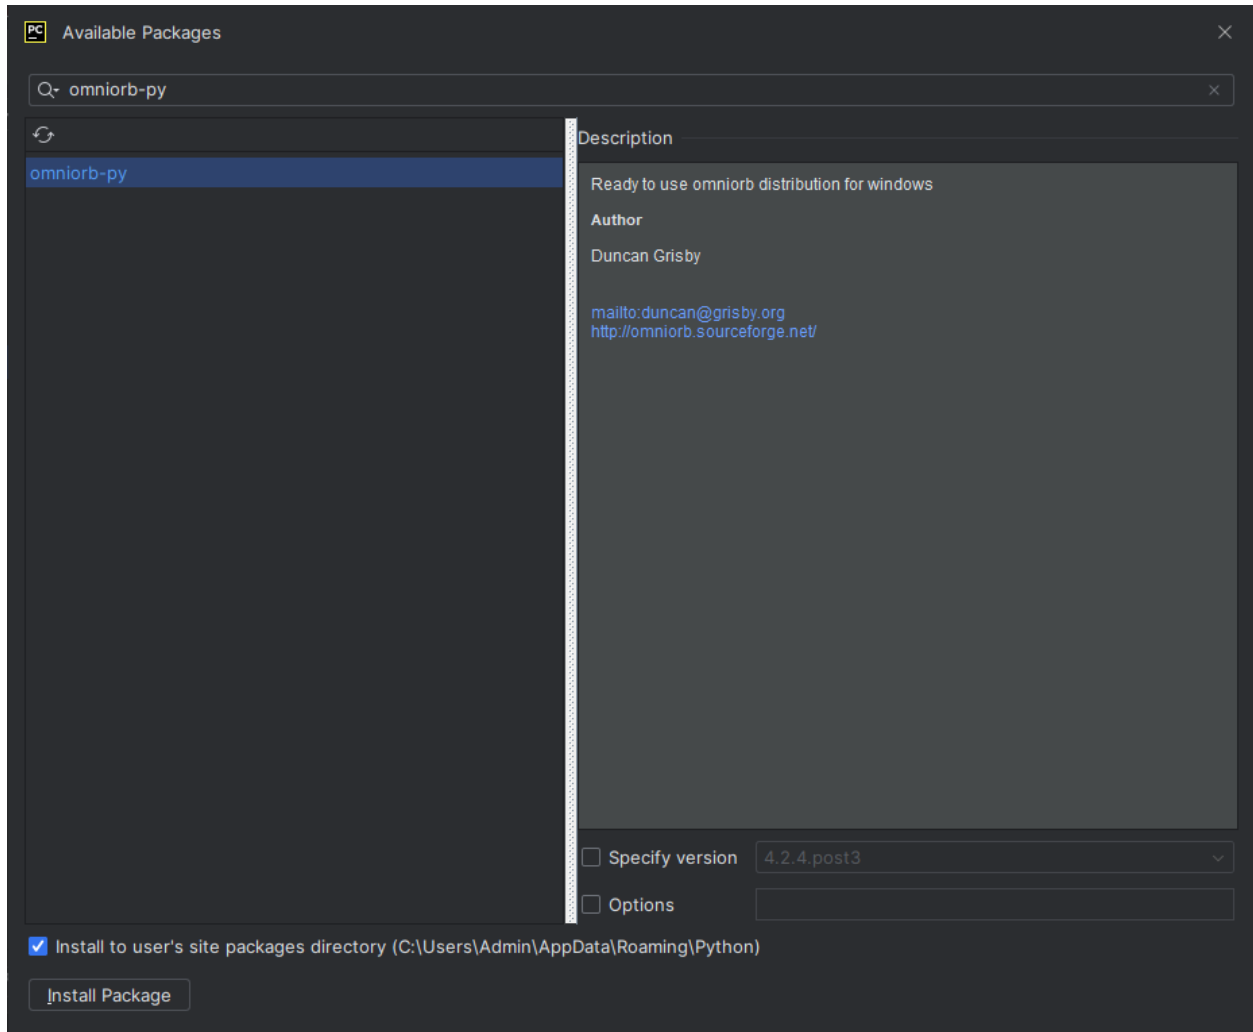 PC Available Packages
omniorb-py
Description
omniorb-py
Ready to use omniorb distribution for windows
Author
Duncan Grisby
mailto:duncan@grisby.org
http://omniorb.sourceforge.net/
Specify version 4.2.4.post3
Options
Install to user's site packages directory (C:\Users\Admin\AppData\Roaming\Python)
Install Package